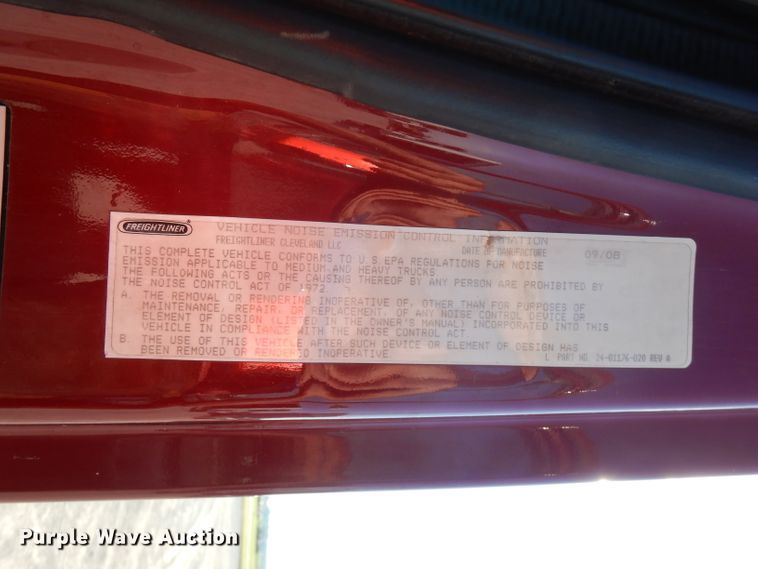 FREIGHTLINER
VEHICLE NOISE EMISSION CONTROL INFORMATION
FREIGHTLINER CLEVELAND LLC
DATE OF MANUFACTURE 09/08
THIS COMPLETE VEHICLE CONFORMS TO U.S.EPA REGULATIONS FOR NOISE
EMISSION APPLICABLE TO MEDIUM AND HEAVY TRUCKS
THE FOLLOWING ACTS OR THE CAUSING THEREOF BY ANY PERSON ARE PROHIBITED BY
THE NOISE CONTROL ACT OF 1972
A. THE REMOVAL OR RENDERING INOPERATIVE OF, OTHER THAN FOR PURPOSES OF
MAINTENANCE, REPAIR, OR REPLACEMENT, OF ANY NOISE CONTROL DEVICE OR
ELEMENT OF DESIGN (LISTED IN THE OWNER'S MANUAL) INCORPORATED INTO THIS
VEHICLE IN COMPLIANCE WITH THE NOISE CONTROL ACT
B. THE USE OF THIS VEHICLE AFTER SUCH DEVICE OR ELEMENT OF DESIGN HAS
BEEN REMOVED OR RENDERED INOPERATIVE
L PART NO. 24-01176-020 REV A
Purple Wave Auction